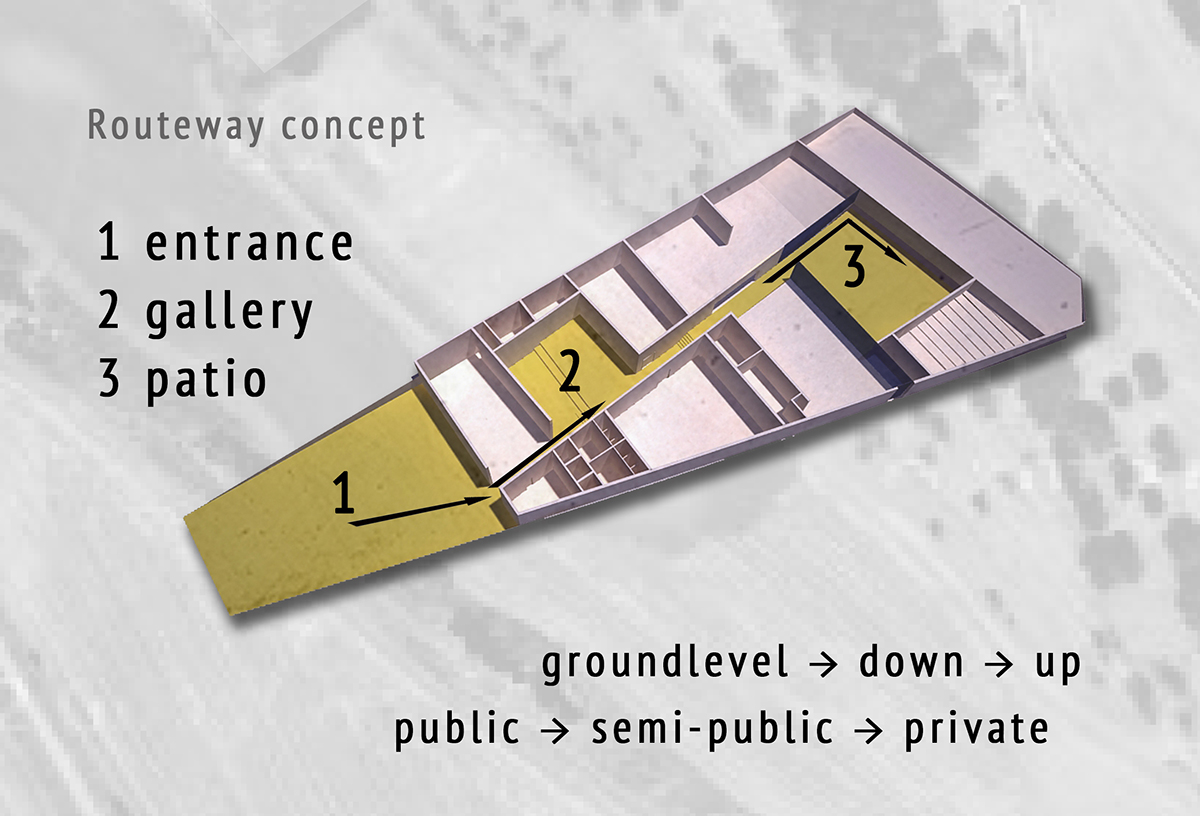 Routeway concept
1 entrance
2 gallery
3 patio
1
2
3
groundlevel → down → up
public → semi-public → private